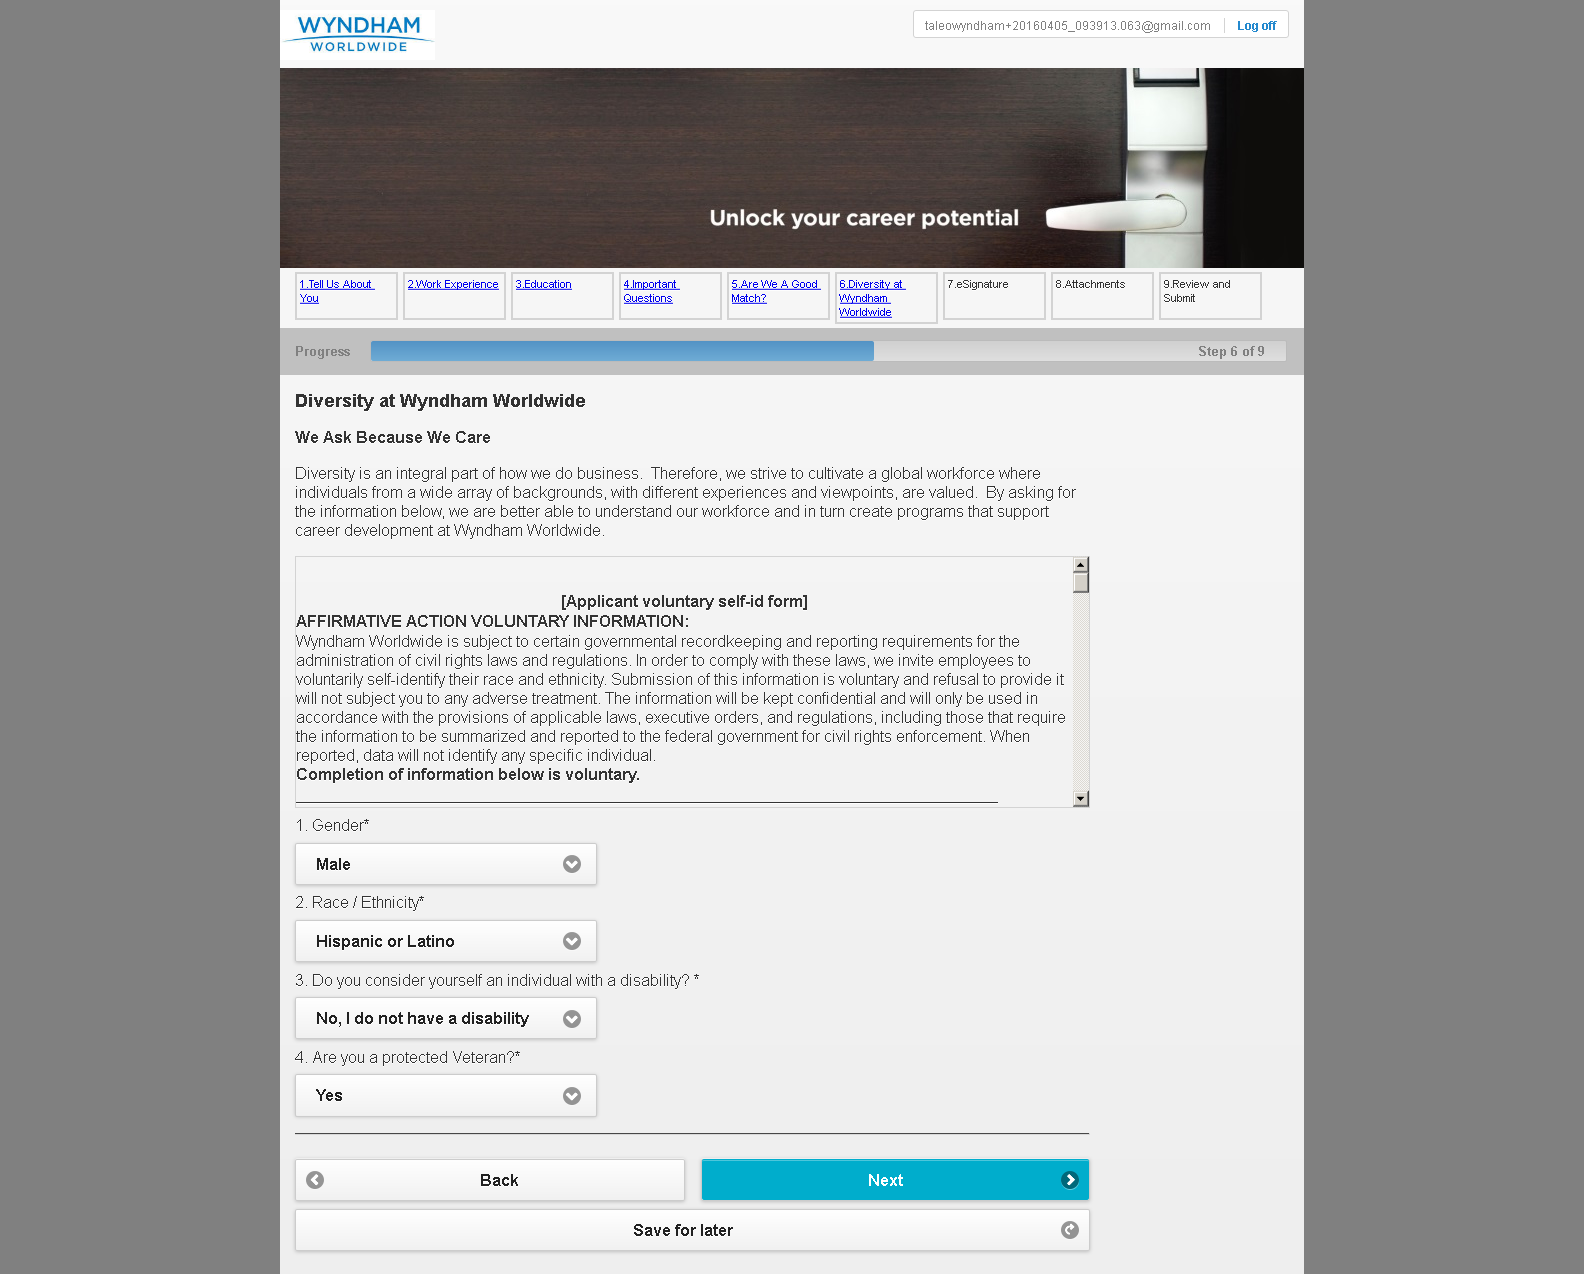 WYNDHAM
WORLDWIDE
taleowyndham+20160405_093913.063@gmail.com
Log off
Unlock your career potential
1.Tell Us About
You
2.Work Experience
3.Education
4.Important
Questions
5.Are We A Good
Match?
6.Diversity at
Wyndham
Worldwide
7.eSignature
8.Attachments
9.Review and
Submit
Progress
Step 6 of 9
Diversity at Wyndham Worldwide
We Ask Because We Care
Diversity is an integral part of how we do business.  Therefore, we strive to cultivate a global workforce where
individuals from a wide array of backgrounds, with different experiences and viewpoints, are valued.  By asking for
the information below, we are better able to understand our workforce and in turn create programs that support
career development at Wyndham Worldwide.
[Applicant voluntary self-id form]
AFFIRMATIVE ACTION VOLUNTARY INFORMATION:
Wyndham Worldwide is subject to certain governmental recordkeeping and reporting requirements for the
administration of civil rights laws and regulations. In order to comply with these laws, we invite employees to
voluntarily self-identify their race and ethnicity. Submission of this information is voluntary and refusal to provide it
will not subject you to any adverse treatment. The information will be kept confidential and will only be used in
accordance with the provisions of applicable laws, executive orders, and regulations, including those that require
the information to be summarized and reported to the federal government for civil rights enforcement. When
reported, data will not identify any specific individual.
Completion of information below is voluntary.
1. Gender*
Male
2. Race / Ethnicity*
Hispanic or Latino
3. Do you consider yourself an individual with a disability? *
No, I do not have a disability
4. Are you a protected Veteran?*
Yes
Back
Next
Save for later